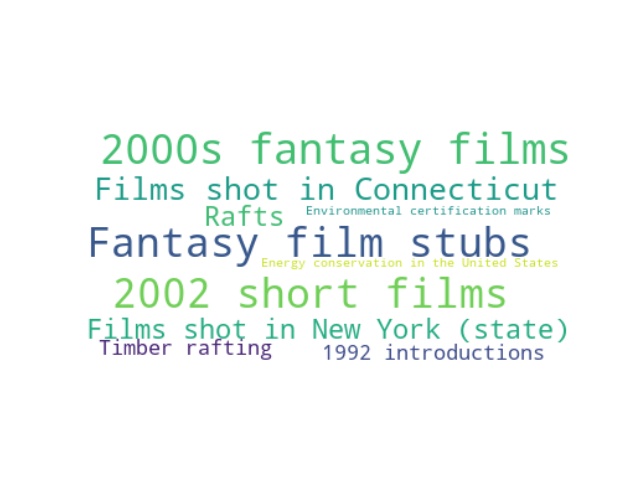 2000s fantasy films
Films shot in Connecticut
Rafts
Environmental certification marks
Fantasy film stubs
Energy conservation in the United States
2002 short films
Films shot in New York (state)
Timber rafting
1992 introductions